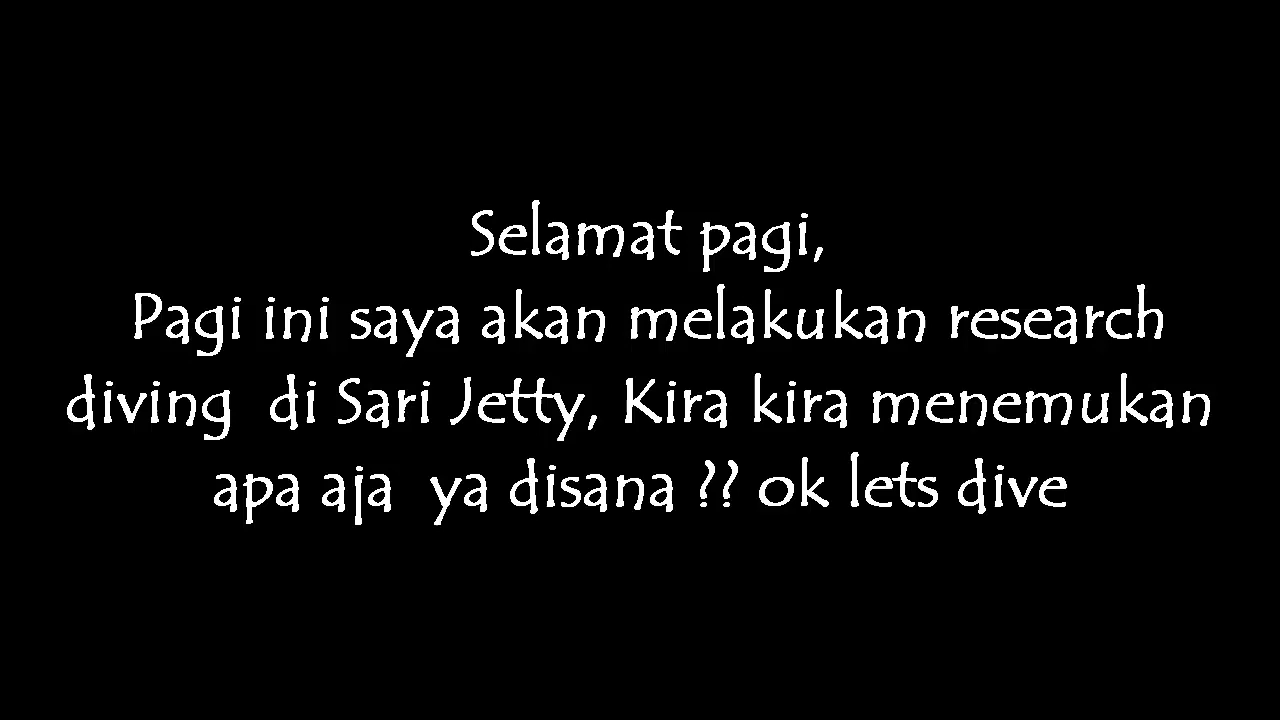 Selamat pagi,
Pagi ini saya akan melakukan research
diving  di Sari Jetty, Kira kira menemukan
apa aja  ya disana ?? ok lets dive